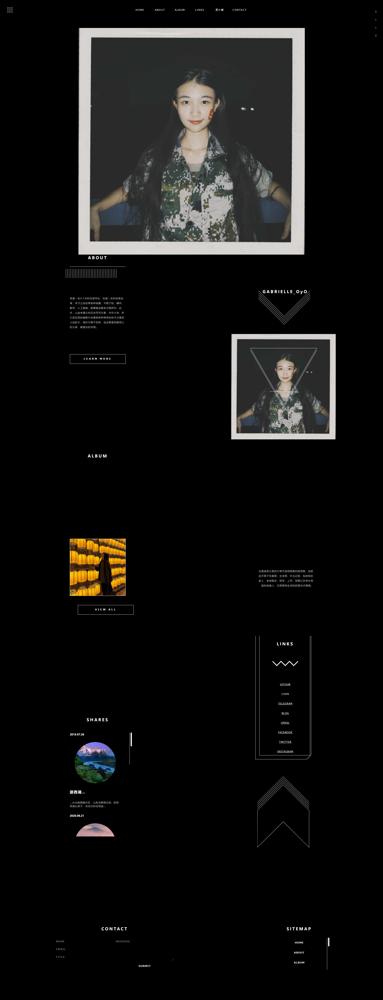 HOME ABOUT ALBUM LINKS 栗小猴 CONTACT
E
L
L
E
ABOUT
我是一名ICT本科在读学生，也是一名科技崇尚
者，学习之余经常各种捣腾，不限于软、硬件、
数学、人工智能、股票基金等多方面研究，此
外，心血来潮之时还会写写文章、作作小诗，所
以您在我的博客中会看到各种各样的技术文章和
小说软文，或许文笔不怎样，但这都是我最用心
的分享、最真实的写照。
LEARN MORE
GABRIELLE_OyO
ALBUM
这里有我分享的日常作品相册集和视频集，包括
但不限于风景照、生活照、外出记录，包括我的
家人、老师朋友、同学、上司、同事以及萍水相
逢的有缘人，记录着我生活的获得点点滴滴。
VIEW ALL
LINKS
GITHUB
CSDN
TELEGRAM
BLOG
GMAIL
FACEBOOK
TWITTER
INSTAGRAM
SHARES
2019.07.26
游西湖...
...水光潋滟晴方好，山色空蒙雨亦奇。欲把
西湖比西子，淡妆浓抹总相宜...
2020.06.21
CONTACT
NAME
EMAIL
TITLE
MESSAGE
SUBMIT
SITEMAP
HOME
ABOUT
ALBUM